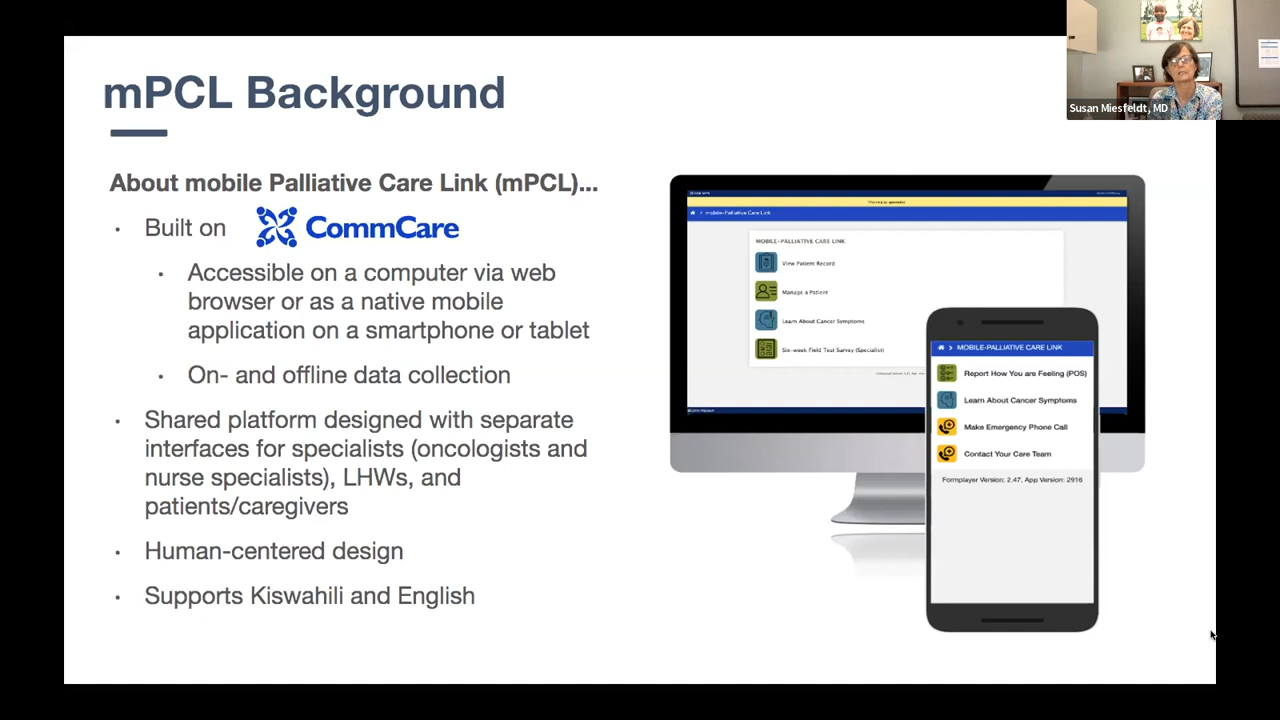 mPCL Background
Susan Miesfeldt, MD
About mobile Palliative Care Link (mPCL)...
• Built on CommCare
• Accessible on a computer via web
browser or as a native mobile
application on a smartphone or tablet
• On- and offline data collection
• Shared platform designed with separate
interfaces for specialists (oncologists and
nurse specialists), LHWs, and
patients/caregivers
• Human-centered design
• Supports Kiswahili and English
mobile-Palliative Care Link
MOBILE-PALLIATIVE CARE LINK
View Patient Record
Manage a Patient
Learn About Cancer Symptoms
Six-week Field Test Survey (Specialist)
MOBILE-PALLIATIVE CARE LINK
Report How You are Feeling (POS)
Learn About Cancer Symptoms
Make Emergency Phone Call
Contact Your Care Team
Formplayer Version: 2.47, App Version: 2916